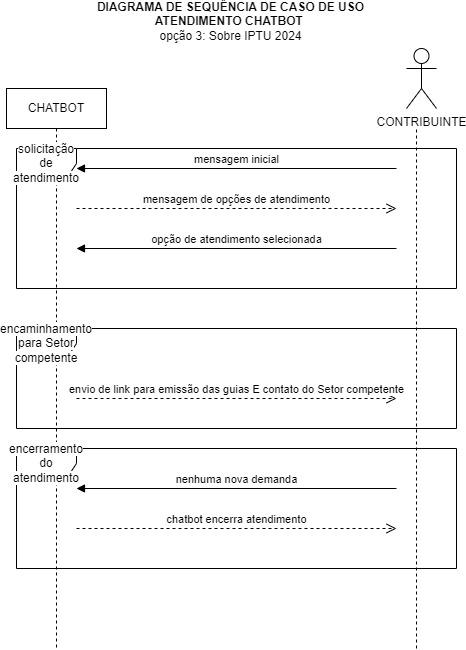 DIAGRAMA DE SEQUÊNCIA DE CASO DE USO
ATENDIMENTO CHATBOT
opção 3: Sobre IPTU 2024
CHATBOT
CONTRIBUINTE
solicitação
de
atendimento
mensagem inicial
mensagem de opções de atendimento
opção de atendimento selecionada
encaminhamento
para Setor
competente
envio de link para emissão das guias E contato do Setor competente
encerramento
do
atendimento
nenhuma nova demanda
chatbot encerra atendimento